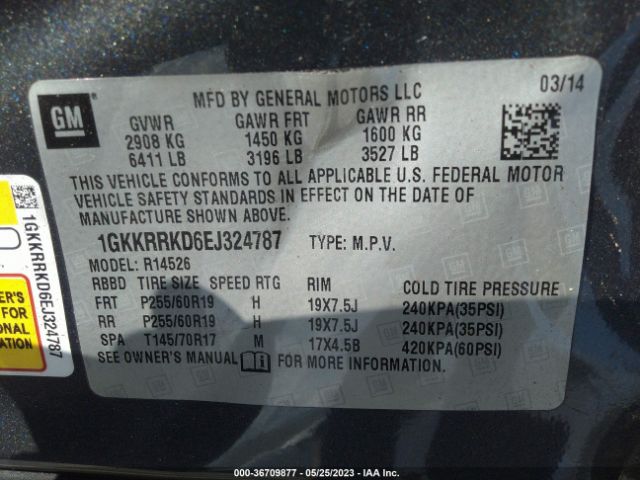 GM
MFD BY GENERAL MOTORS LLC 03/14
GVWR GAWR FRT GAWR RR
2908 KG 1450 KG 1600 KG
6411 LB 3196 LB 3527 LB
THIS VEHICLE CONFORMS TO ALL APPLICABLE U.S. FEDERAL MOTOR
VEHICLE SAFETY STANDARDS IN EFFECT ON THE DATE OF
MANUFACTURE SHOWN ABOVE.
1GKKRRKD6EJ324787 TYPE: M.P.V.
MODEL: R14526
RBBD TIRE SIZE SPEED RTG RIM COLD TIRE PRESSURE
FRT P255/60R19 H 19X7.5J 240KPA(35PSI)
RR P255/60R19 H 19X7.5J 240KPA(35PSI)
SPA T145/70R17 M 17X4.5B 420KPA(60PSI)
SEE OWNER'S MANUAL FOR MORE INFORMATION
1GKKRRKD6EJ324787
ER'S
FOR
ONAL
TION
000-36709877 - 05/25/2023 - IAA Inc.